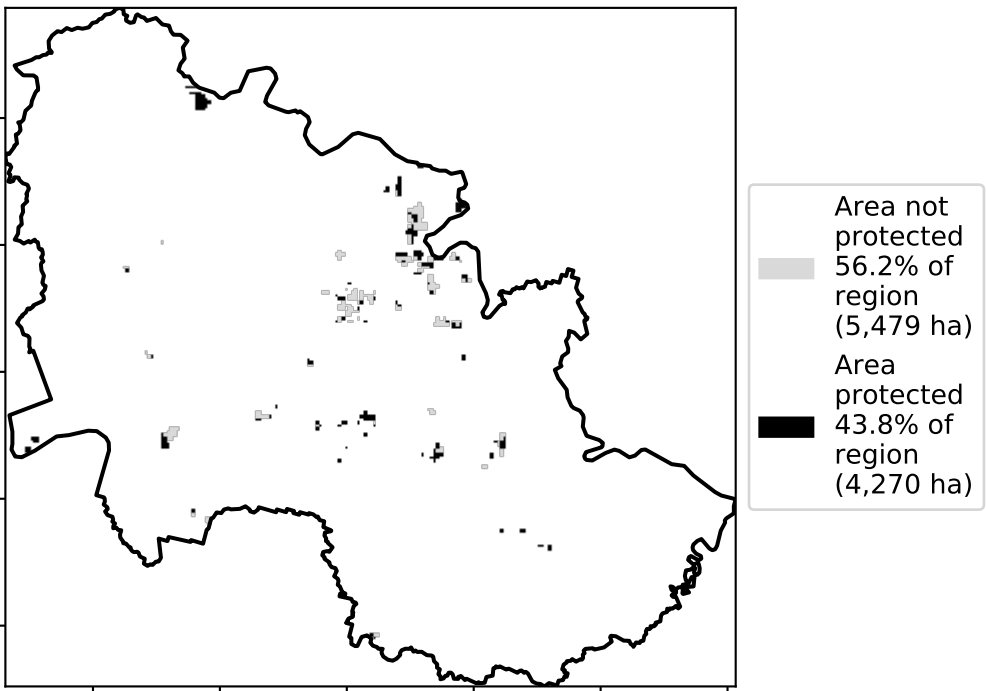 Area not
protected
56.2% of
region
(5,479 ha)
Area
protected
43.8% of
region
(4,270 ha)